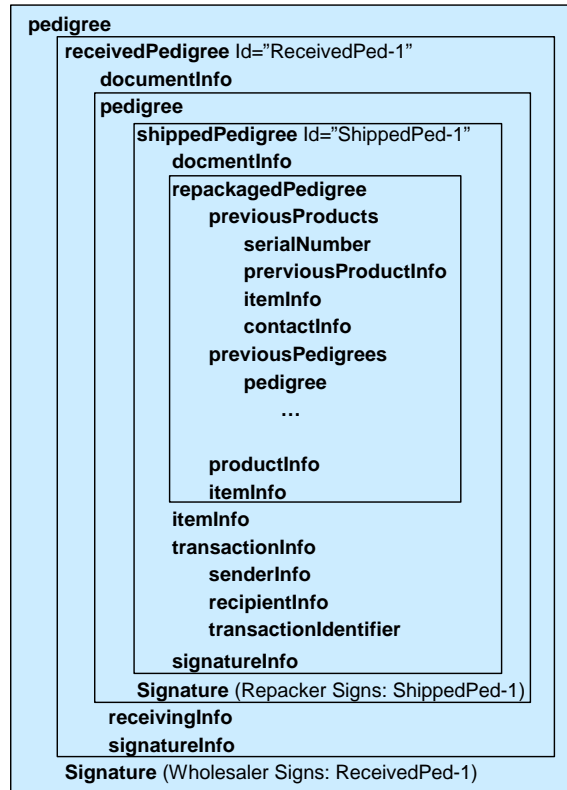 pedigree
receivedPedigree Id=”ReceivedPed-1”
documentInfo
pedigree
shippedPedigree Id=”ShippedPed-1”
docmentInfo
repackagedPedigree
previousProducts
serialNumber
prerviousProductInfo
itemInfo
contactInfo
previousPedigrees
pedigree
…
productInfo
itemInfo
itemInfo
transactionInfo
senderInfo
recipientInfo
transactionIdentifier
signatureInfo
Signature (Repacker Signs: ShippedPed-1)
receivingInfo
signatureInfo
Signature (Wholesaler Signs: ReceivedPed-1)